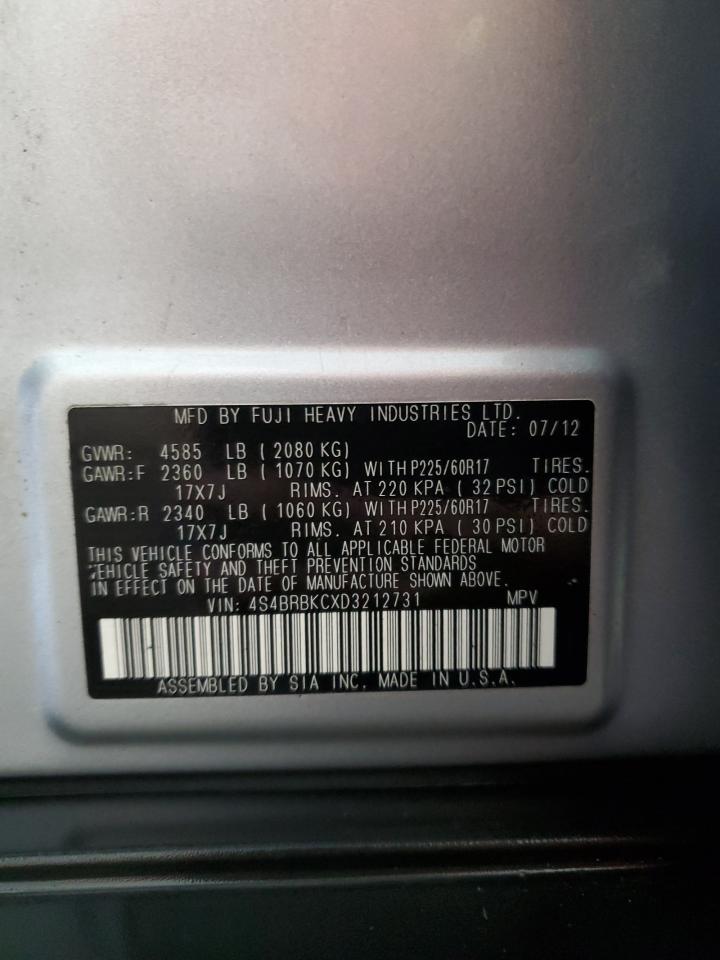 MFD BY FUJI HEAVY INDUSTRIES LTD.
DATE: 07/12
GVWR: 4585 LB (2080 KG)
GAWR:F 2360 LB (1070 KG) WITH P225/60R17 TIRES.
17X7J RIMS. AT 220 KPA (32 PSI) COLD
GAWR:R 2340 LB (1060 KG) WITH P225/60R17 TIRES.
17X7J RIMS. AT 210 KPA (30 PSI) COLD
THIS VEHICLE CONFORMS TO ALL APPLICABLE FEDERAL MOTOR
VEHICLE SAFETY AND THEFT PREVENTION STANDARDS
IN EFFECT ON THE DATE OF MANUFACTURE SHOWN ABOVE.
VIN: 4S4BRBKCXD3212731 MPV
ASSEMBLED BY SIA INC. MADE IN U.S.A.